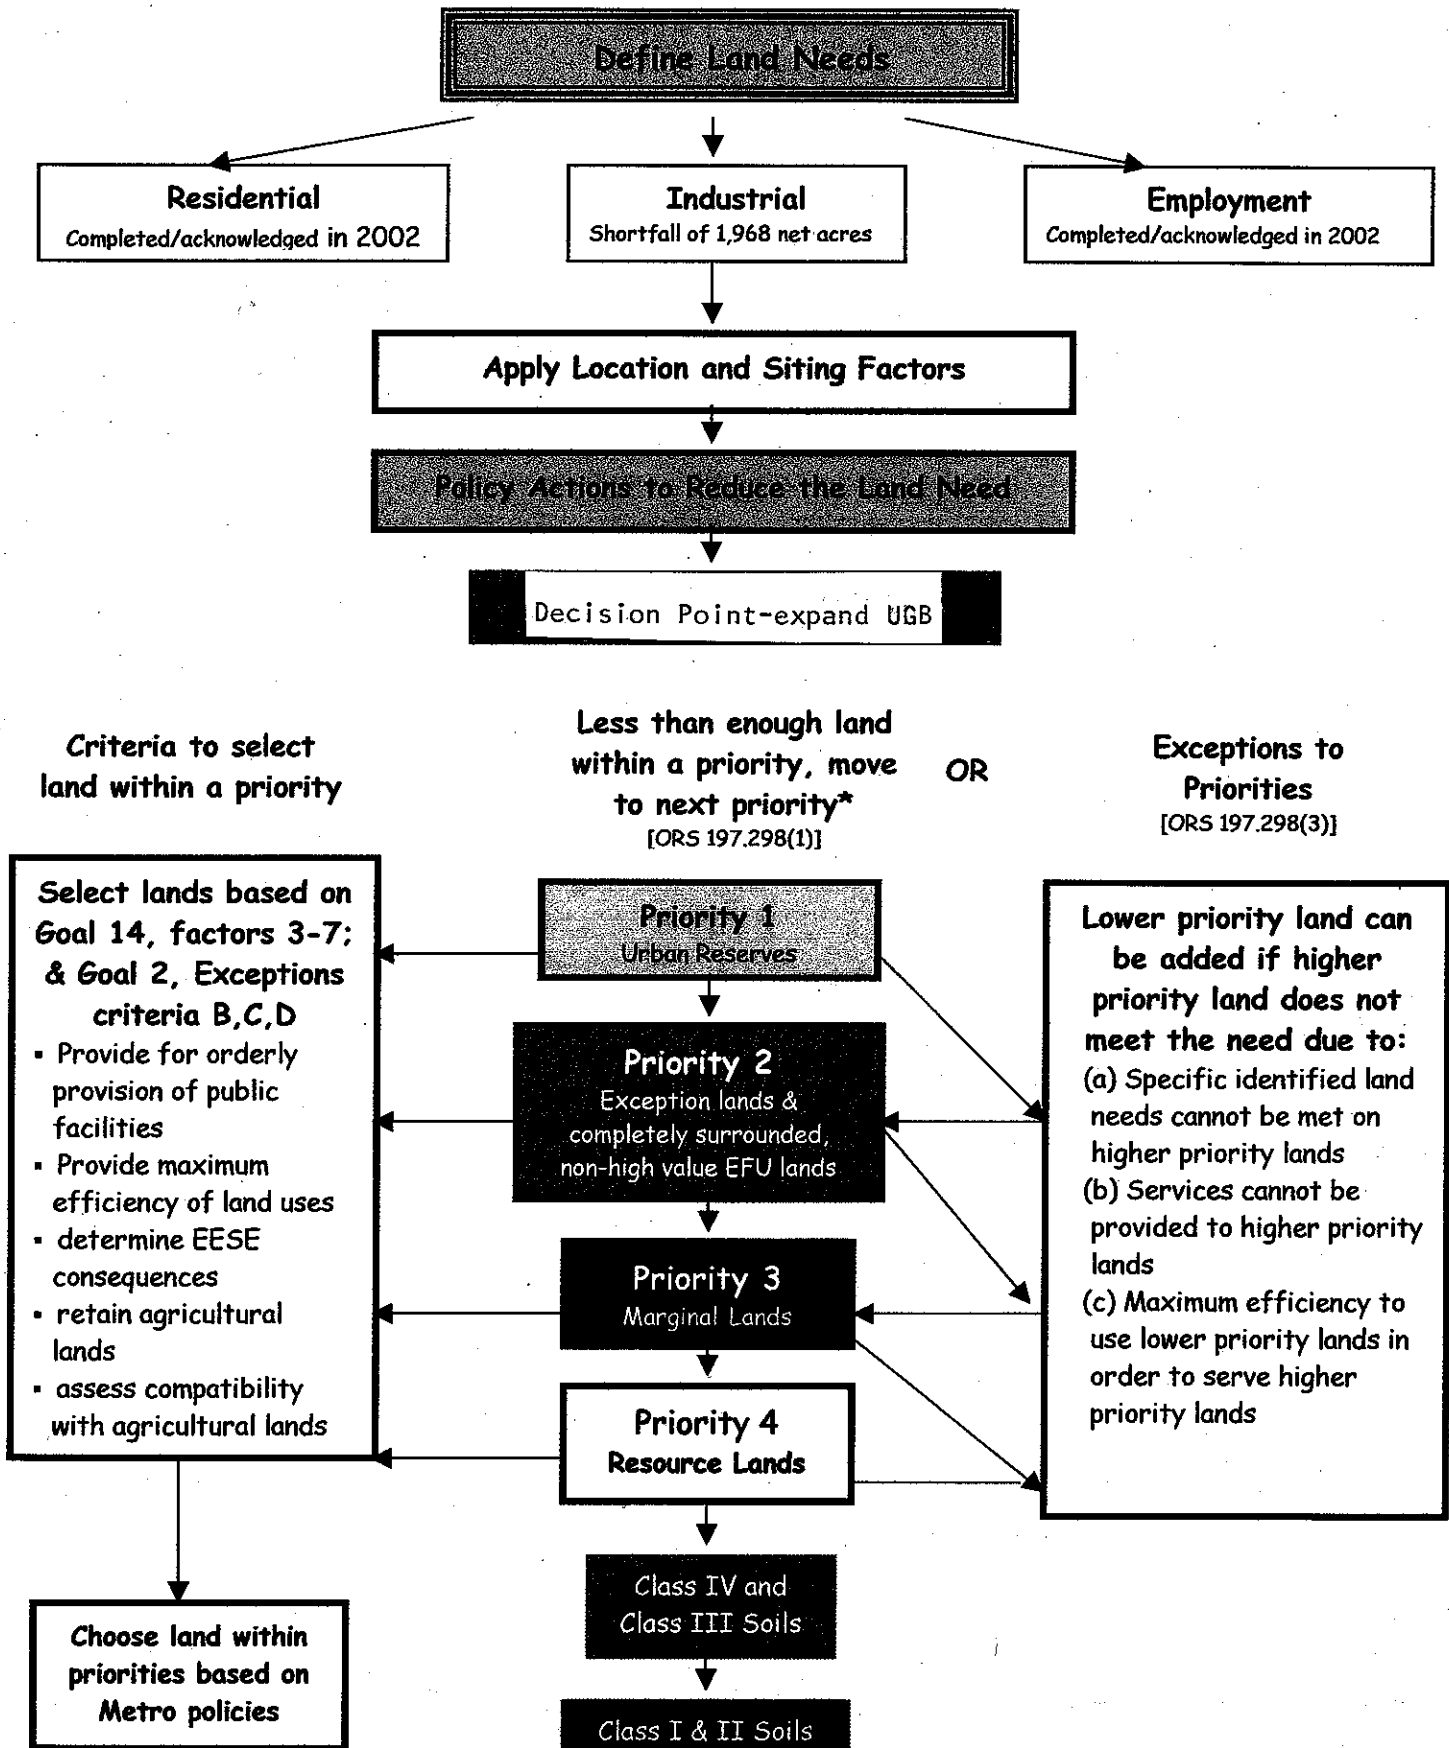 Define Land Needs
Residential
Completed/acknowledged in 2002
Industrial
Shortfall of 1,968 net acres
Employment
Completed/acknowledged in 2002
Apply Location and Siting Factors
Policy Actions to Reduce the Land Need
Decision Point-expand UGB
Criteria to select
land within a priority
Less than enough land
within a priority, move
to next priority*
[ORS 197.298(1)]
OR
Exceptions to
Priorities
[ORS 197.298(3)]
Select lands based on
Goal 14, factors 3-7;
& Goal 2, Exceptions
criteria B,C,D
▪ Provide for orderly
provision of public
facilities
▪ Provide maximum
efficiency of land uses
▪ determine EESE
consequences
▪ retain agricultural
lands
▪ assess compatibility
with agricultural lands
Choose land within
priorities based on
Metro policies
Priority 1
Urban Reserves
Priority 2
Exception lands &
completely surrounded,
non-high value EFU lands
Priority 3
Marginal Lands
Priority 4
Resource Lands
Class IV and
Class III Soils
Class I & II Soils
Lower priority land can
be added if higher
priority land does not
meet the need due to:
(a) Specific identified land
needs cannot be met on
higher priority lands
(b) Services cannot be
provided to higher priority
lands
(c) Maximum efficiency to
use lower priority lands in
order to serve higher
priority lands